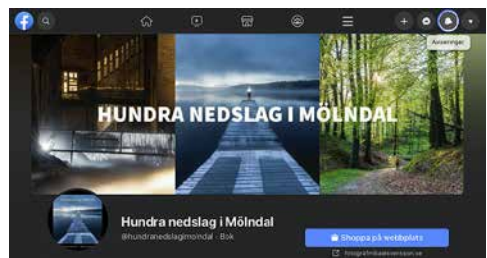 Aviseringar
HUNDRA NEDSLAG I MÖLNDAL
Hundra nedslag i Mölndal
@hundranedslagimolndal · Bok
Shoppa på webbplats